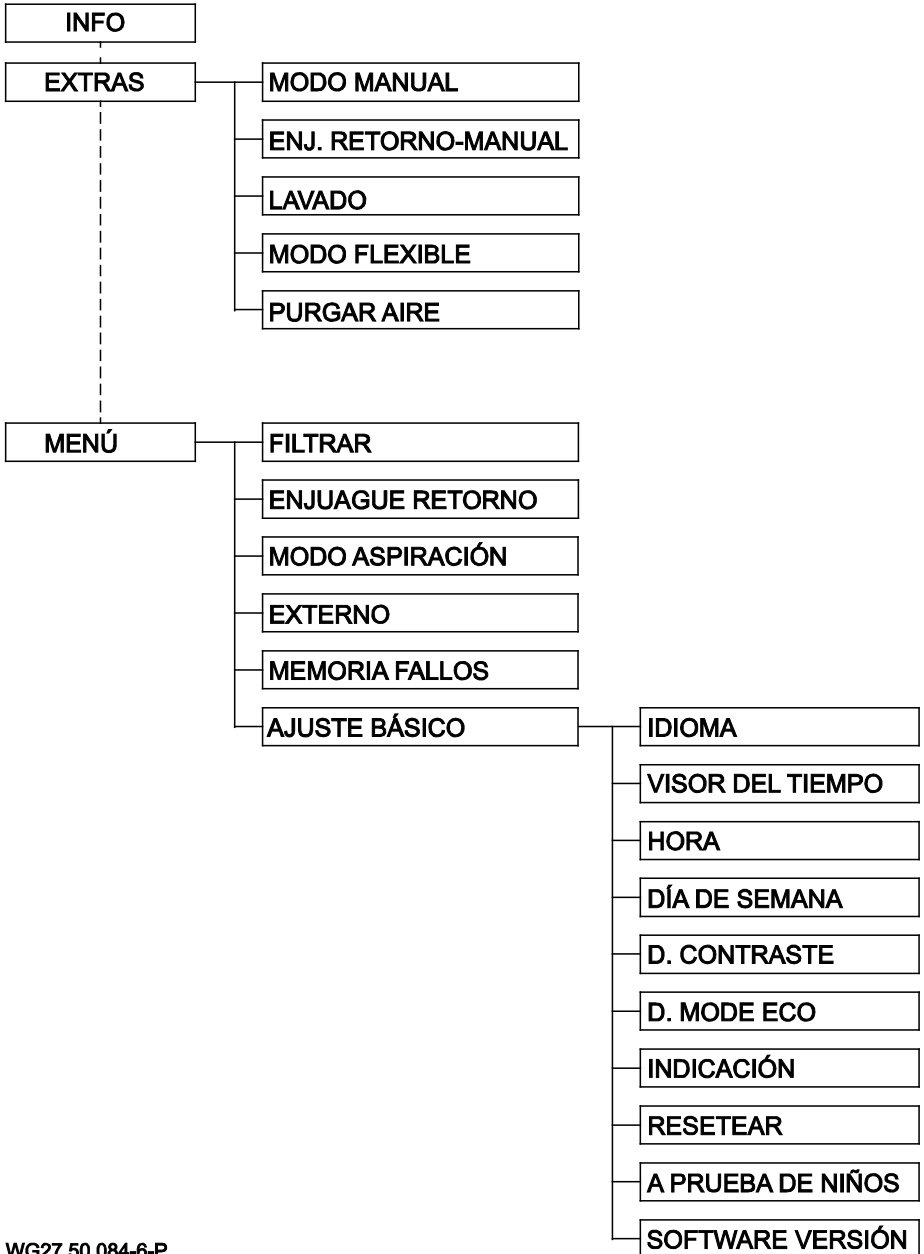 INFO
EXTRAS
MODO MANUAL
ENJ. RETORNO-MANUAL
LAVADO
MODO FLEXIBLE
PURGAR AIRE
MENÚ
FILTRAR
ENJUAGUE RETORNO
MODO ASPIRACIÓN
EXTERNO
MEMORIA FALLOS
AJUSTE BÁSICO
IDIOMA
VISOR DEL TIEMPO
HORA
DÍA DE SEMANA
D. CONTRASTE
D. MODE ECO
INDICACIÓN
RESETEAR
A PRUEBA DE NIÑOS
SOFTWARE VERSIÓN
WG27.50.084-6-P